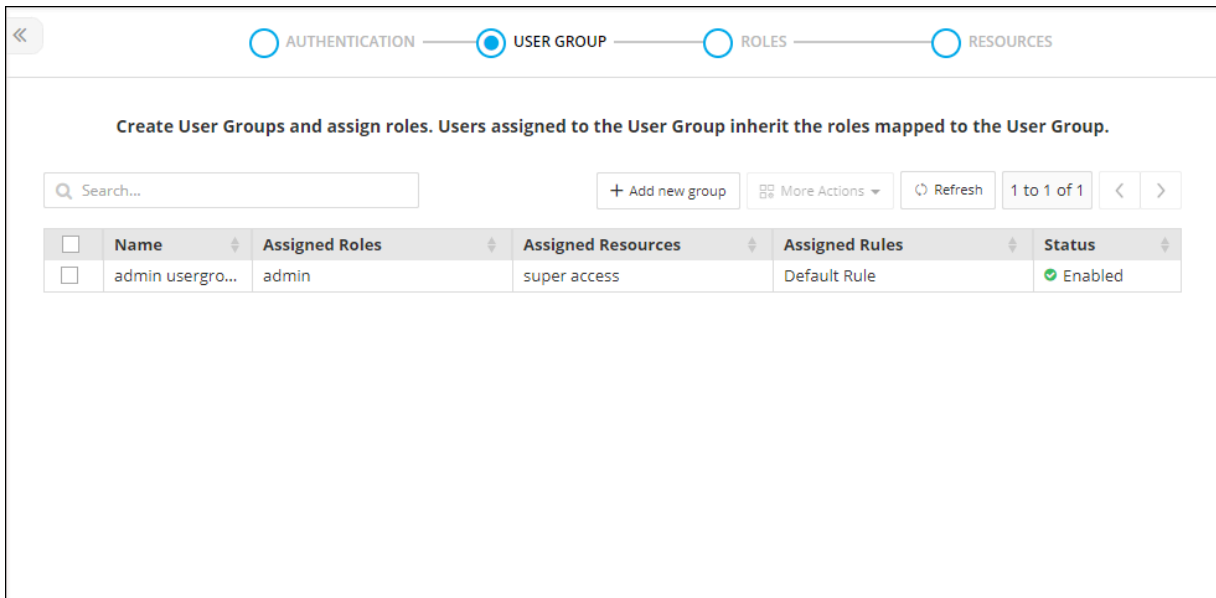 AUTHENTICATION USER GROUP ROLES RESOURCES
Create User Groups and assign roles. Users assigned to the User Group inherit the roles mapped to the User Group.
Search... + Add new group More Actions Refresh 1 to 1 of 1
Name Assigned Roles Assigned Resources Assigned Rules Status
admin usergro... admin super access Default Rule Enabled